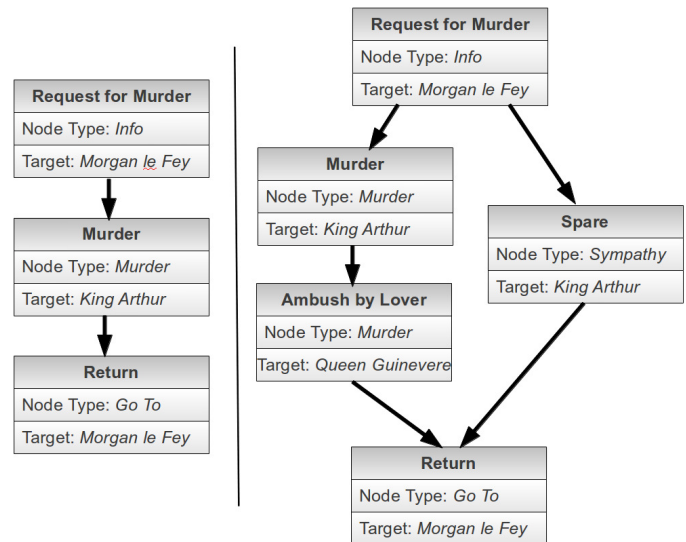 Request for Murder
Node Type: Info
Target: Morgan le Fey
Murder
Node Type: Murder
Target: King Arthur
Return
Node Type: Go To
Target: Morgan le Fey
Request for Murder
Node Type: Info
Target: Morgan le Fey
Murder
Node Type: Murder
Target: King Arthur
Ambush by Lover
Node Type: Murder
Target: Queen Guinevere
Spare
Node Type: Sympathy
Target: King Arthur
Return
Node Type: Go To
Target: Morgan le Fey